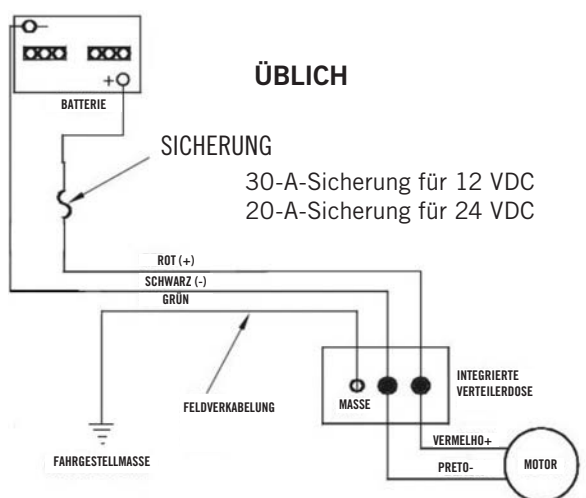 ÜBLICH
+
BATTERIE
SICHERUNG
30-A-Sicherung für 12 VDC
20-A-Sicherung für 24 VDC
ROT (+)
SCHWARZ (-)
GRÜN
INTEGRIERTE
VERTEILERDOSE
MASSE
FELDVERKABELUNG
VERMELHO+
FAHRGESTELLMASSE
PRETO-
MOTOR